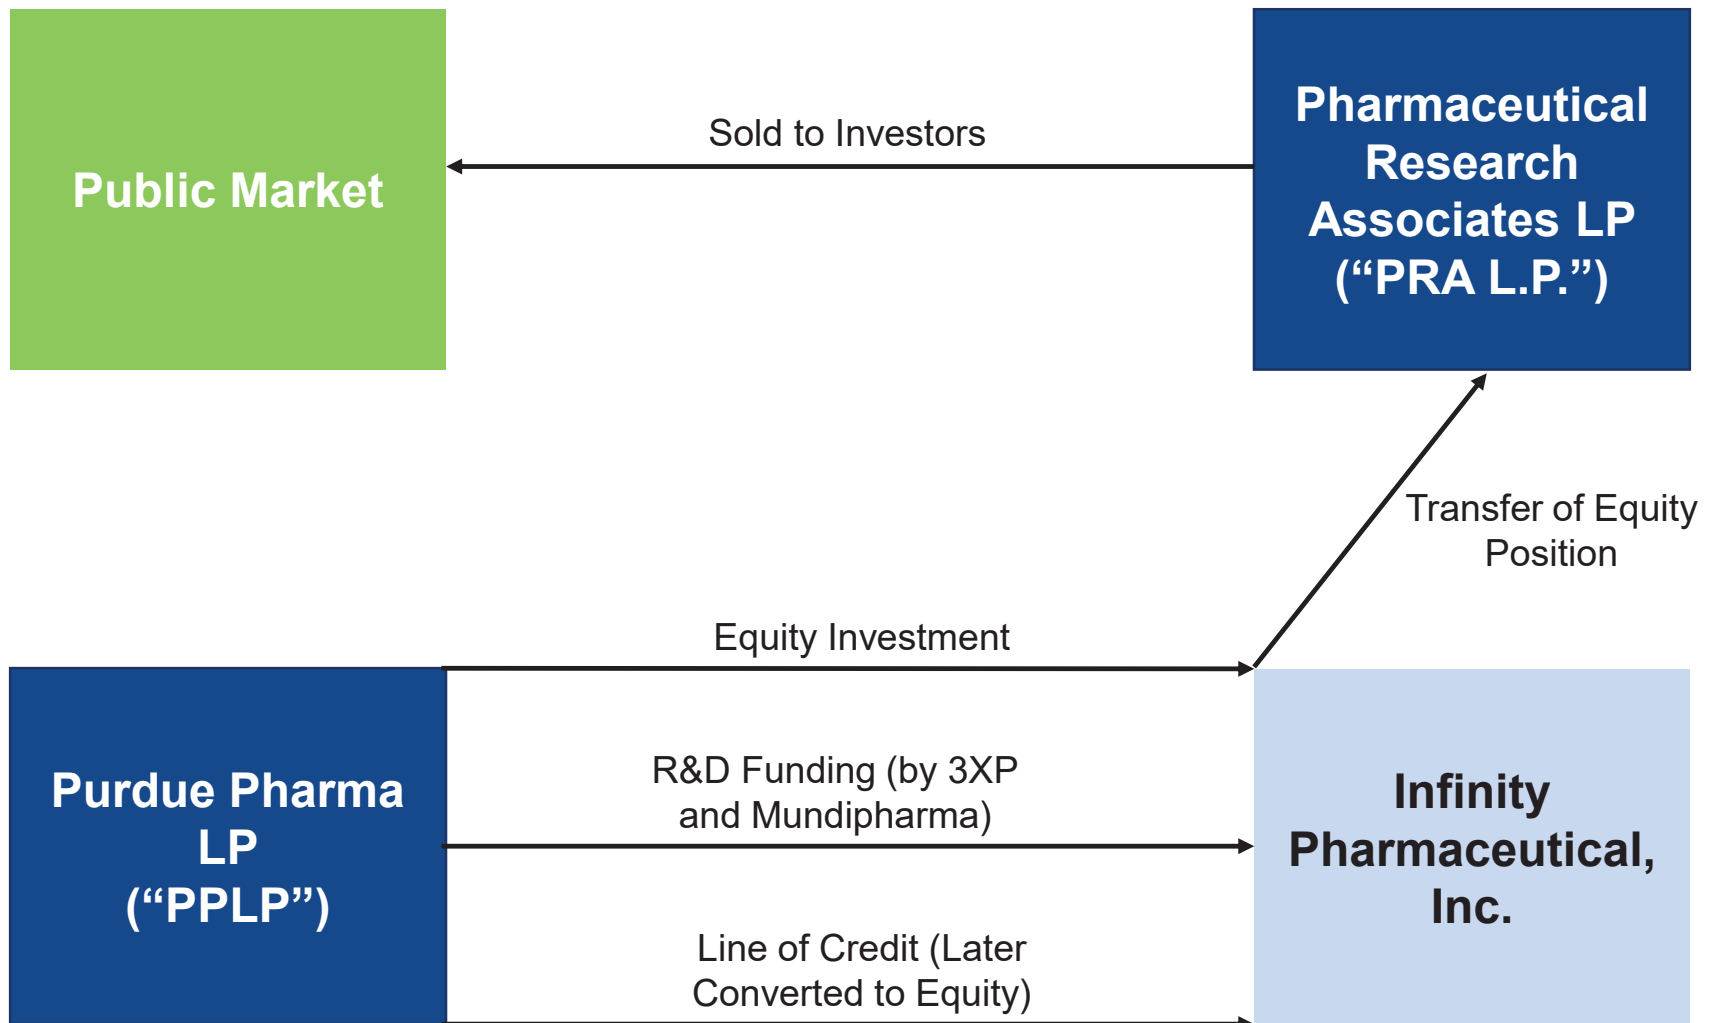 Public Market
Sold to Investors
Pharmaceutical
Research
Associates LP
(“PRA L.P.”)
Transfer of Equity
Position
Equity Investment
R&D Funding (by 3XP
and Mundipharma)
Line of Credit (Later
Converted to Equity)
Purdue Pharma
LP
(“PPLP”)
Infinity
Pharmaceutical,
Inc.